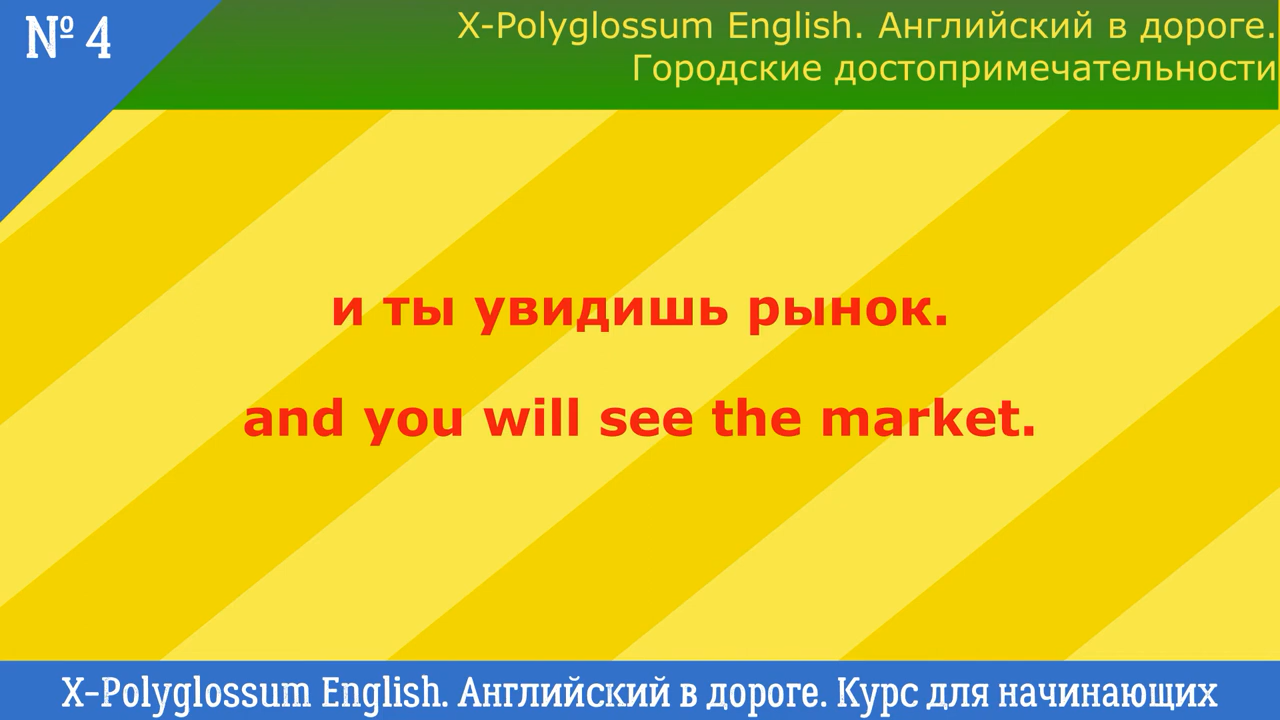 № 4
X-Polyglossum English. Английский в дороге.
Городские достопримечательности
и ты увидишь рынок.
and you will see the market.
X-Polyglossum English. Английский в дороге. Курс для начинающих